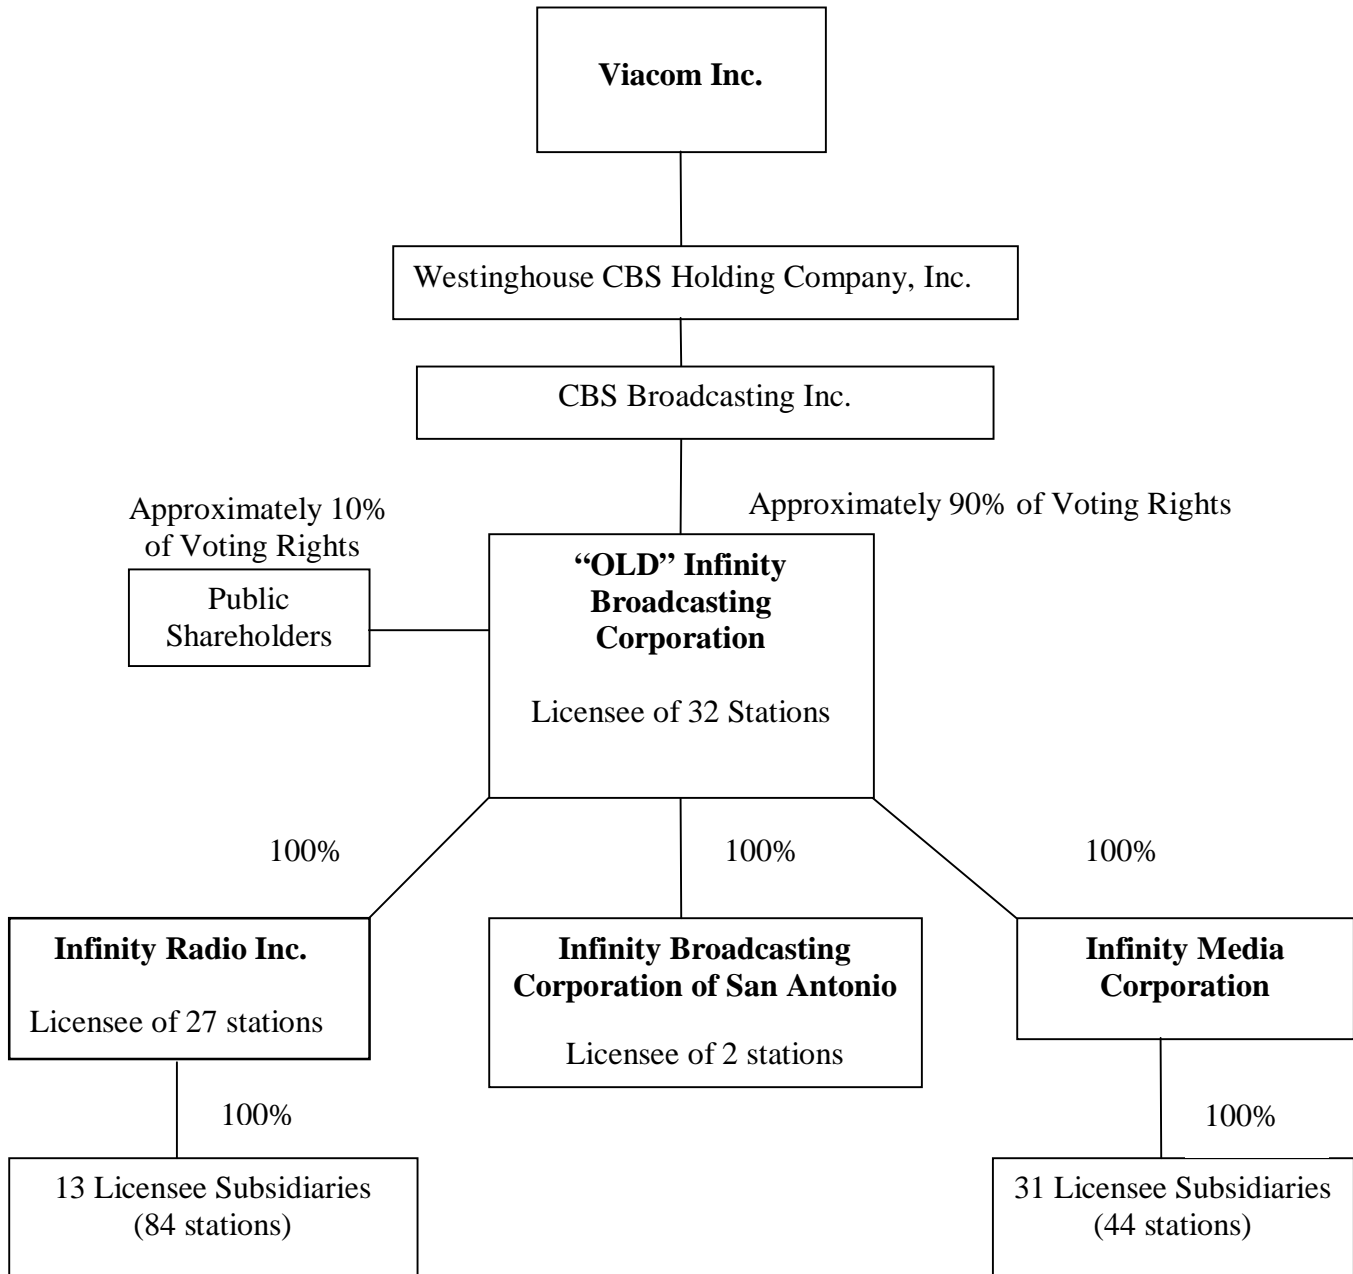 Viacom Inc.
Westinghouse CBS Holding Company, Inc.
CBS Broadcasting Inc.
Approximately 10%
of Voting Rights
Approximately 90% of Voting Rights
Public
Shareholders
“OLD” Infinity
Broadcasting
Corporation
Licensee of 32 Stations
100%
100%
100%
Infinity Radio Inc.
Licensee of 27 stations
Infinity Broadcasting
Corporation of San Antonio
Licensee of 2 stations
Infinity Media
Corporation
100%
100%
13 Licensee Subsidiaries
(84 stations)
31 Licensee Subsidiaries
(44 stations)